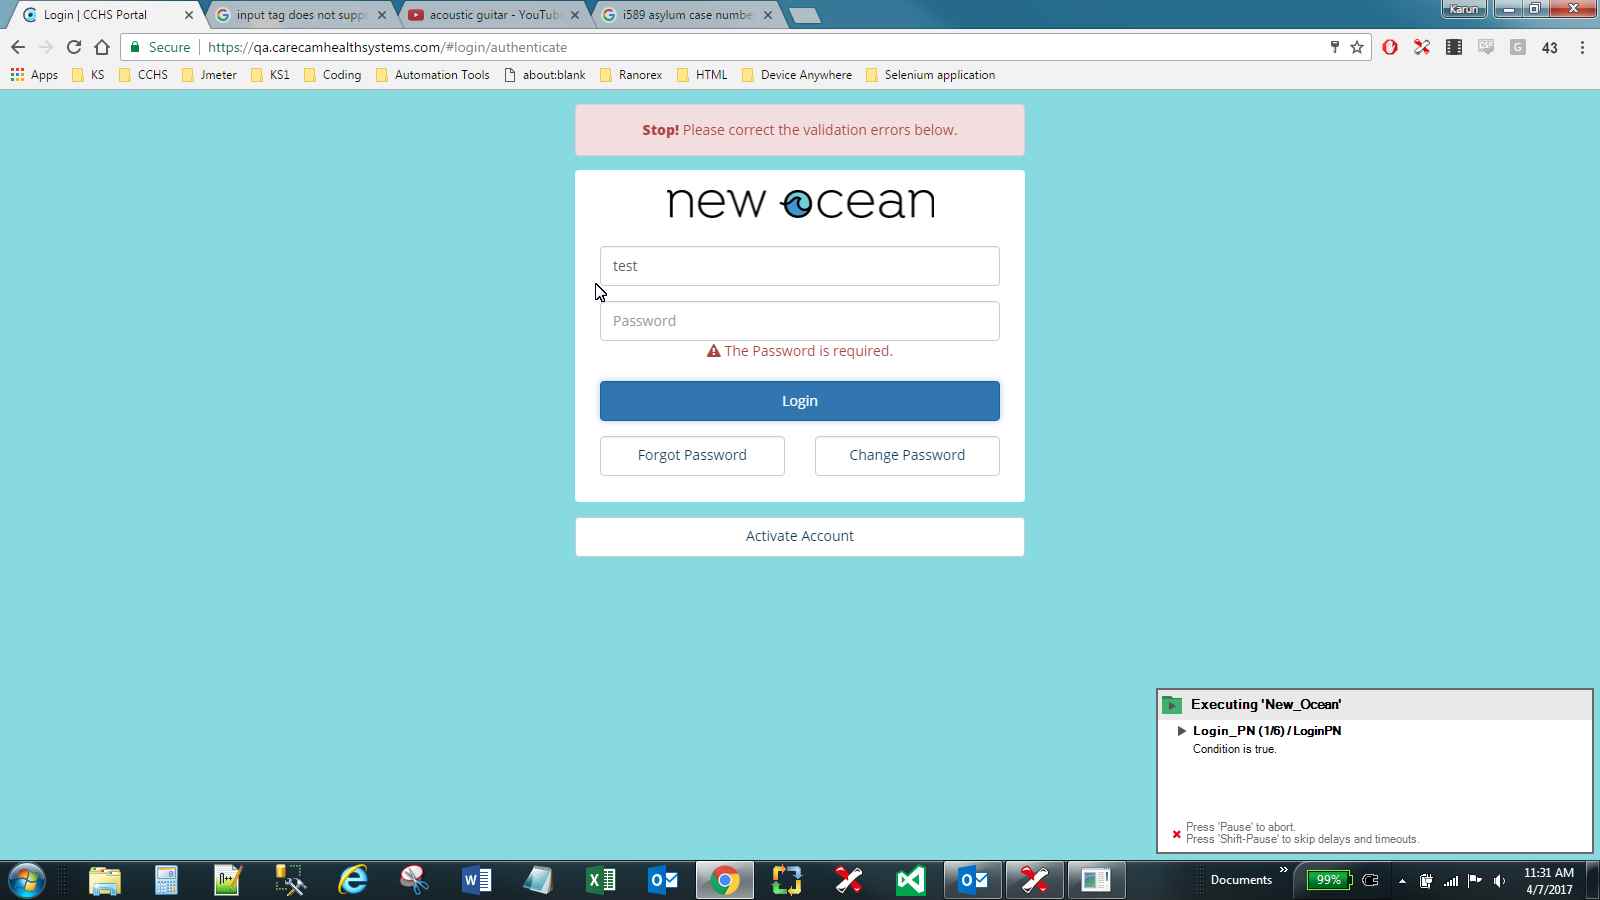 Login | CCHS Portal
input tag does not supp
acoustic guitar - YouTub
i589 asylum case numbe
Karun
Secure
https://qa.carecamhealthsystems.com/#login/authenticate
43
Apps
KS
CCHS
Jmeter
KS1
Coding
Automation Tools
about:blank
Ranorex
HTML
Device Anywhere
Selenium application
Stop! Please correct the validation errors below.
new ocean
test
Password
The Password is required.
Login
Forgot Password
Change Password
Activate Account
Executing 'New_Ocean'
Login_PN (1/6) / LoginPN
Condition is true.
Press 'Pause' to abort.
Press 'Shift-Pause' to skip delays and timeouts.
Documents
99%
11:31 AM
4/7/2017